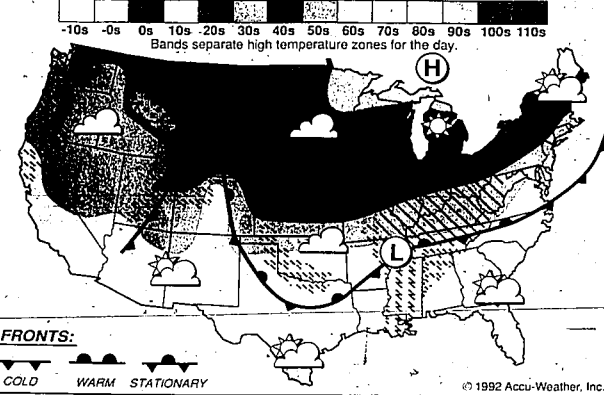 -10s -0s 0s 10s 20s 30s 40s 50s 60s 70s 80s 90s 100s 110s
Bands separate high temperature zones for the day.
H
L
FRONTS:
COLD WARM STATIONARY
© 1992 Accu-Weather, Inc.